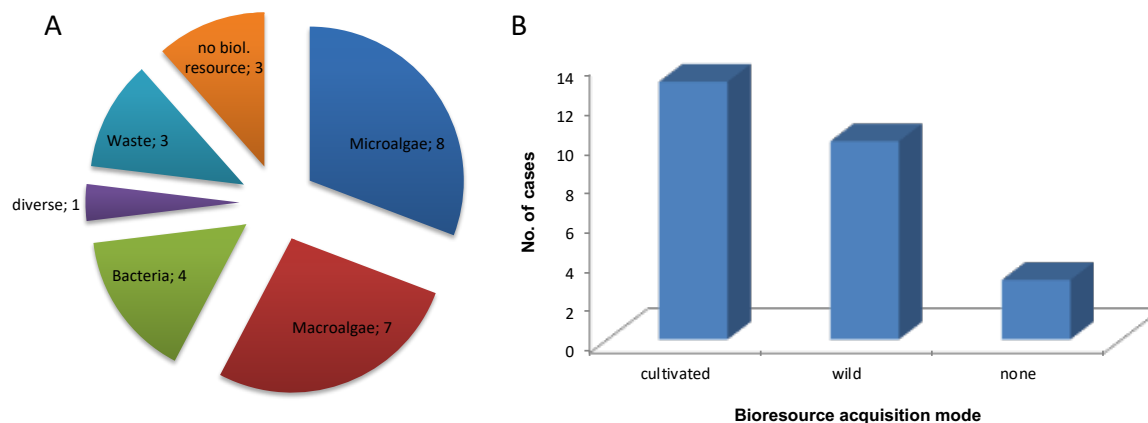 A
no biol.
resource; 3
Microalgae; 8
Waste; 3
diverse; 1
Bacteria; 4
Macroalgae; 7
B
No. of cases
14
12
10
8
6
4
2
0
cultivated
wild
none
Bioresource acquisition mode